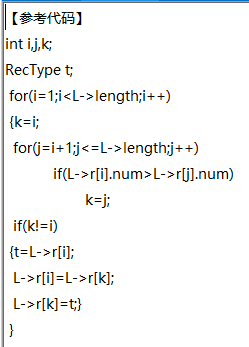 【参考代码】
int i,j,k;
RecType t;
for(i=1;i<L->length;i++)
{k=i;
for(j=i+1;j<=L->length;j++)
if(L->r[i].num>L->r[j].num)
k=j;
if(k!=i)
{t=L->r[i];
L->r[i]=L->r[k];
L->r[k]=t;}
}